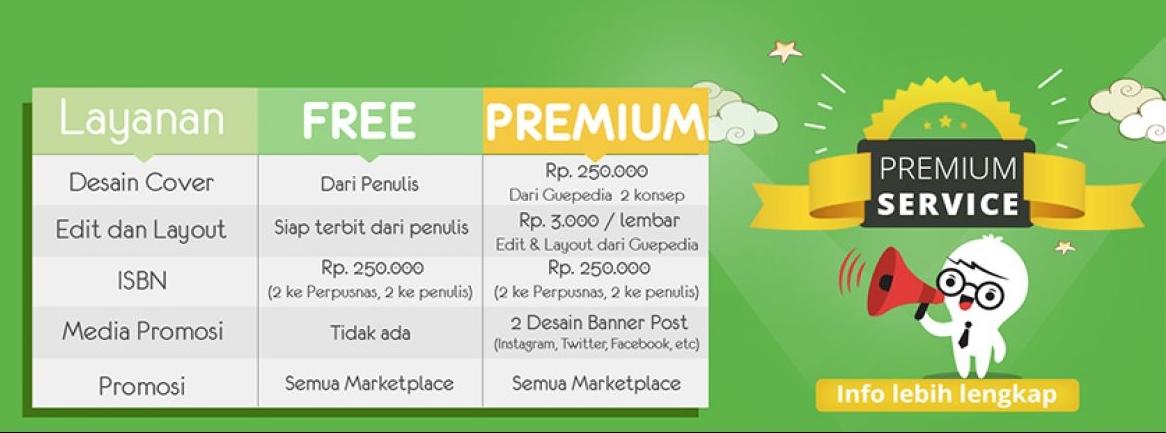 Layanan FREE PREMIUM
Desain Cover
Dari Penulis
Rp. 250.000
Dari Guepedia 2 konsep
Edit dan Layout
Siap terbit dari penulis
Rp. 3.000 / lembar
Edit & Layout dari Guepedia
ISBN
Rp. 250.000
(2 ke Perpusnas, 2 ke penulis)
Rp. 250.000
(2 ke Perpusnas, 2 ke penulis)
Media Promosi
Tidak ada
2 Desain Banner Post
(Instagram, Twitter, Facebook, etc)
Promosi
Semua Marketplace
Semua Marketplace
PREMIUM
SERVICE
Info lebih lengkap